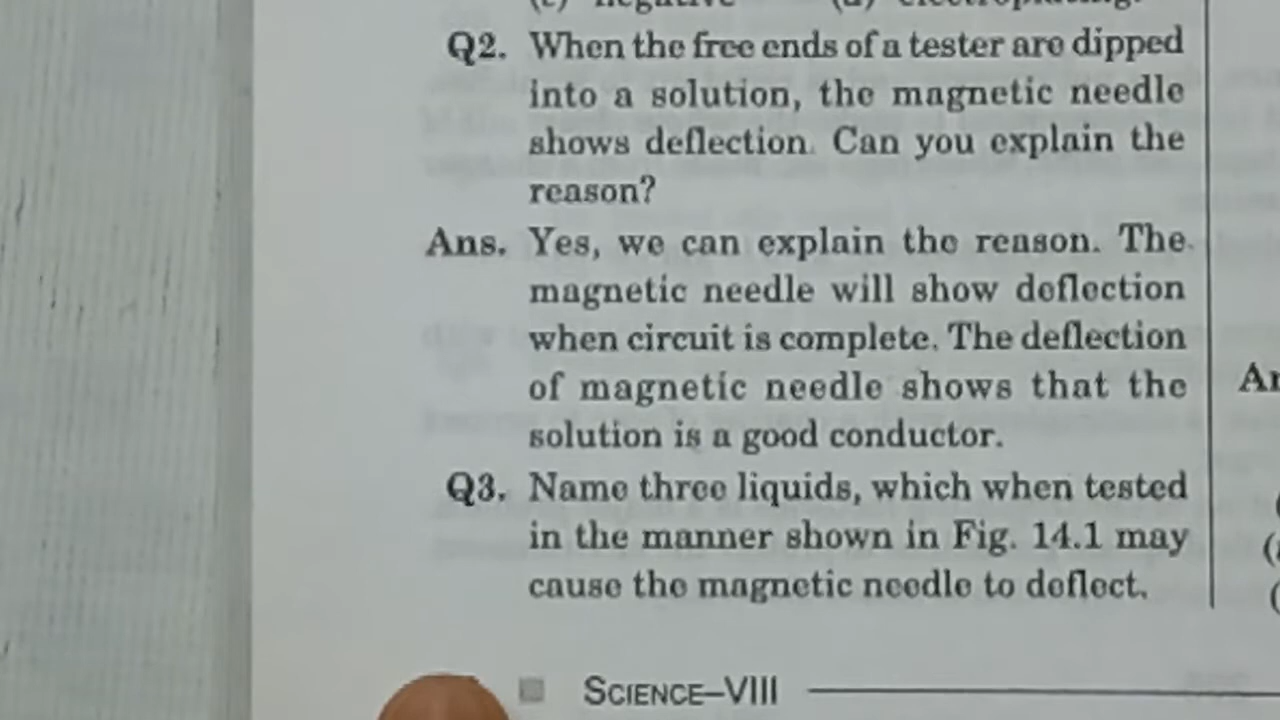 (c) negative (d) electroplating.
Q2. When the free ends of a tester are dipped
into a solution, the magnetic needle
shows deflection. Can you explain the
reason?
Ans. Yes, we can explain the reason. The
magnetic needle will show deflection
when circuit is complete. The deflection
of magnetic needle shows that the
solution is a good conductor.
Q3. Name three liquids, which when tested
in the manner shown in Fig. 14.1 may
cause the magnetic needle to deflect.
SCIENCE–VIII